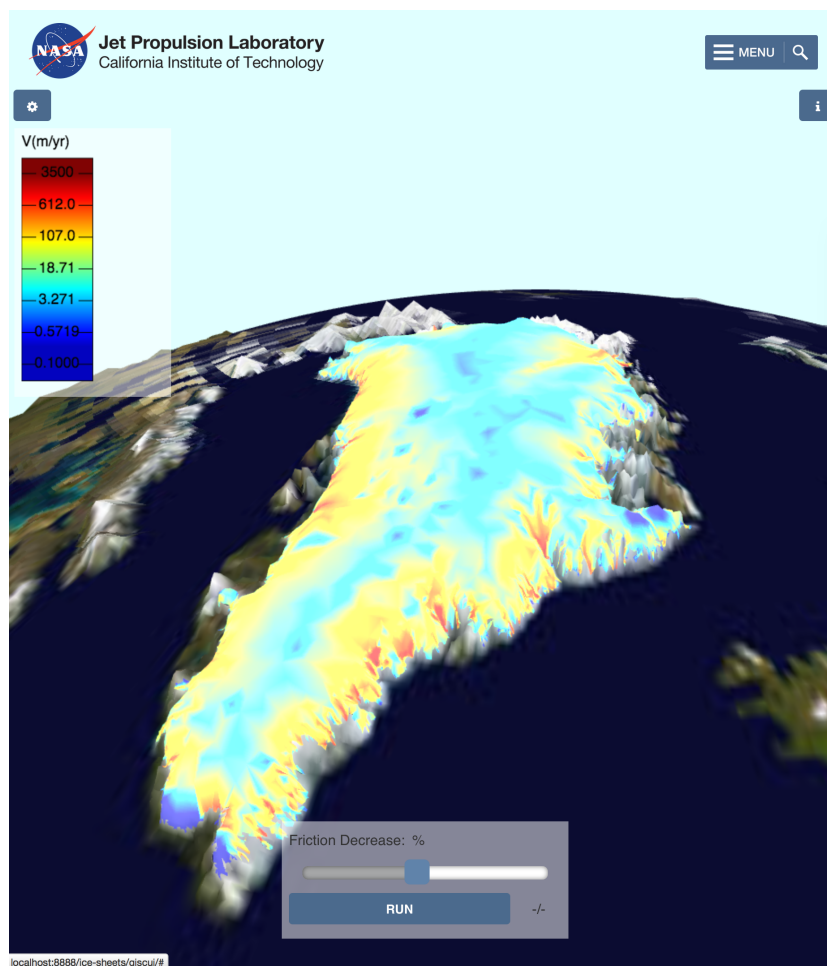 NASA
Jet Propulsion Laboratory
California Institute of Technology
MENU
i
V(m/yr)
3500
612.0
107.0
18.71
3.271
0.5719
0.1000
Friction Decrease: %
RUN
-/-
localhost:8888/ice-sheets/giscui/#